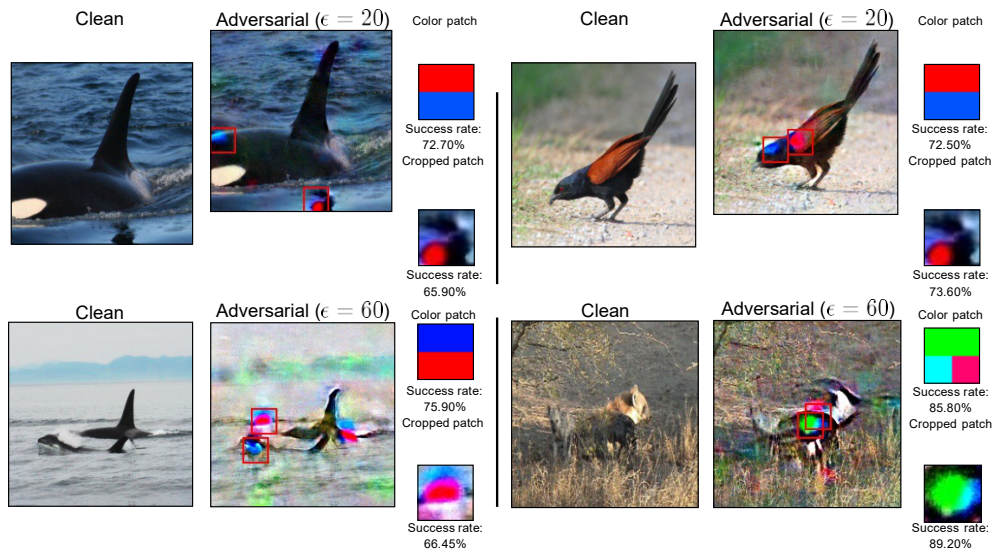 Clean
Adversarial (ϵ = 20)
Color patch
Success rate:
72.70%
Cropped patch
Success rate:
65.90%
Clean
Adversarial (ϵ = 20)
Color patch
Success rate:
72.50%
Cropped patch
Success rate:
73.60%
Clean
Adversarial (ϵ = 60)
Color patch
Success rate:
75.90%
Cropped patch
Success rate:
66.45%
Clean
Adversarial (ϵ = 60)
Color patch
Success rate:
85.80%
Cropped patch
Success rate:
89.20%